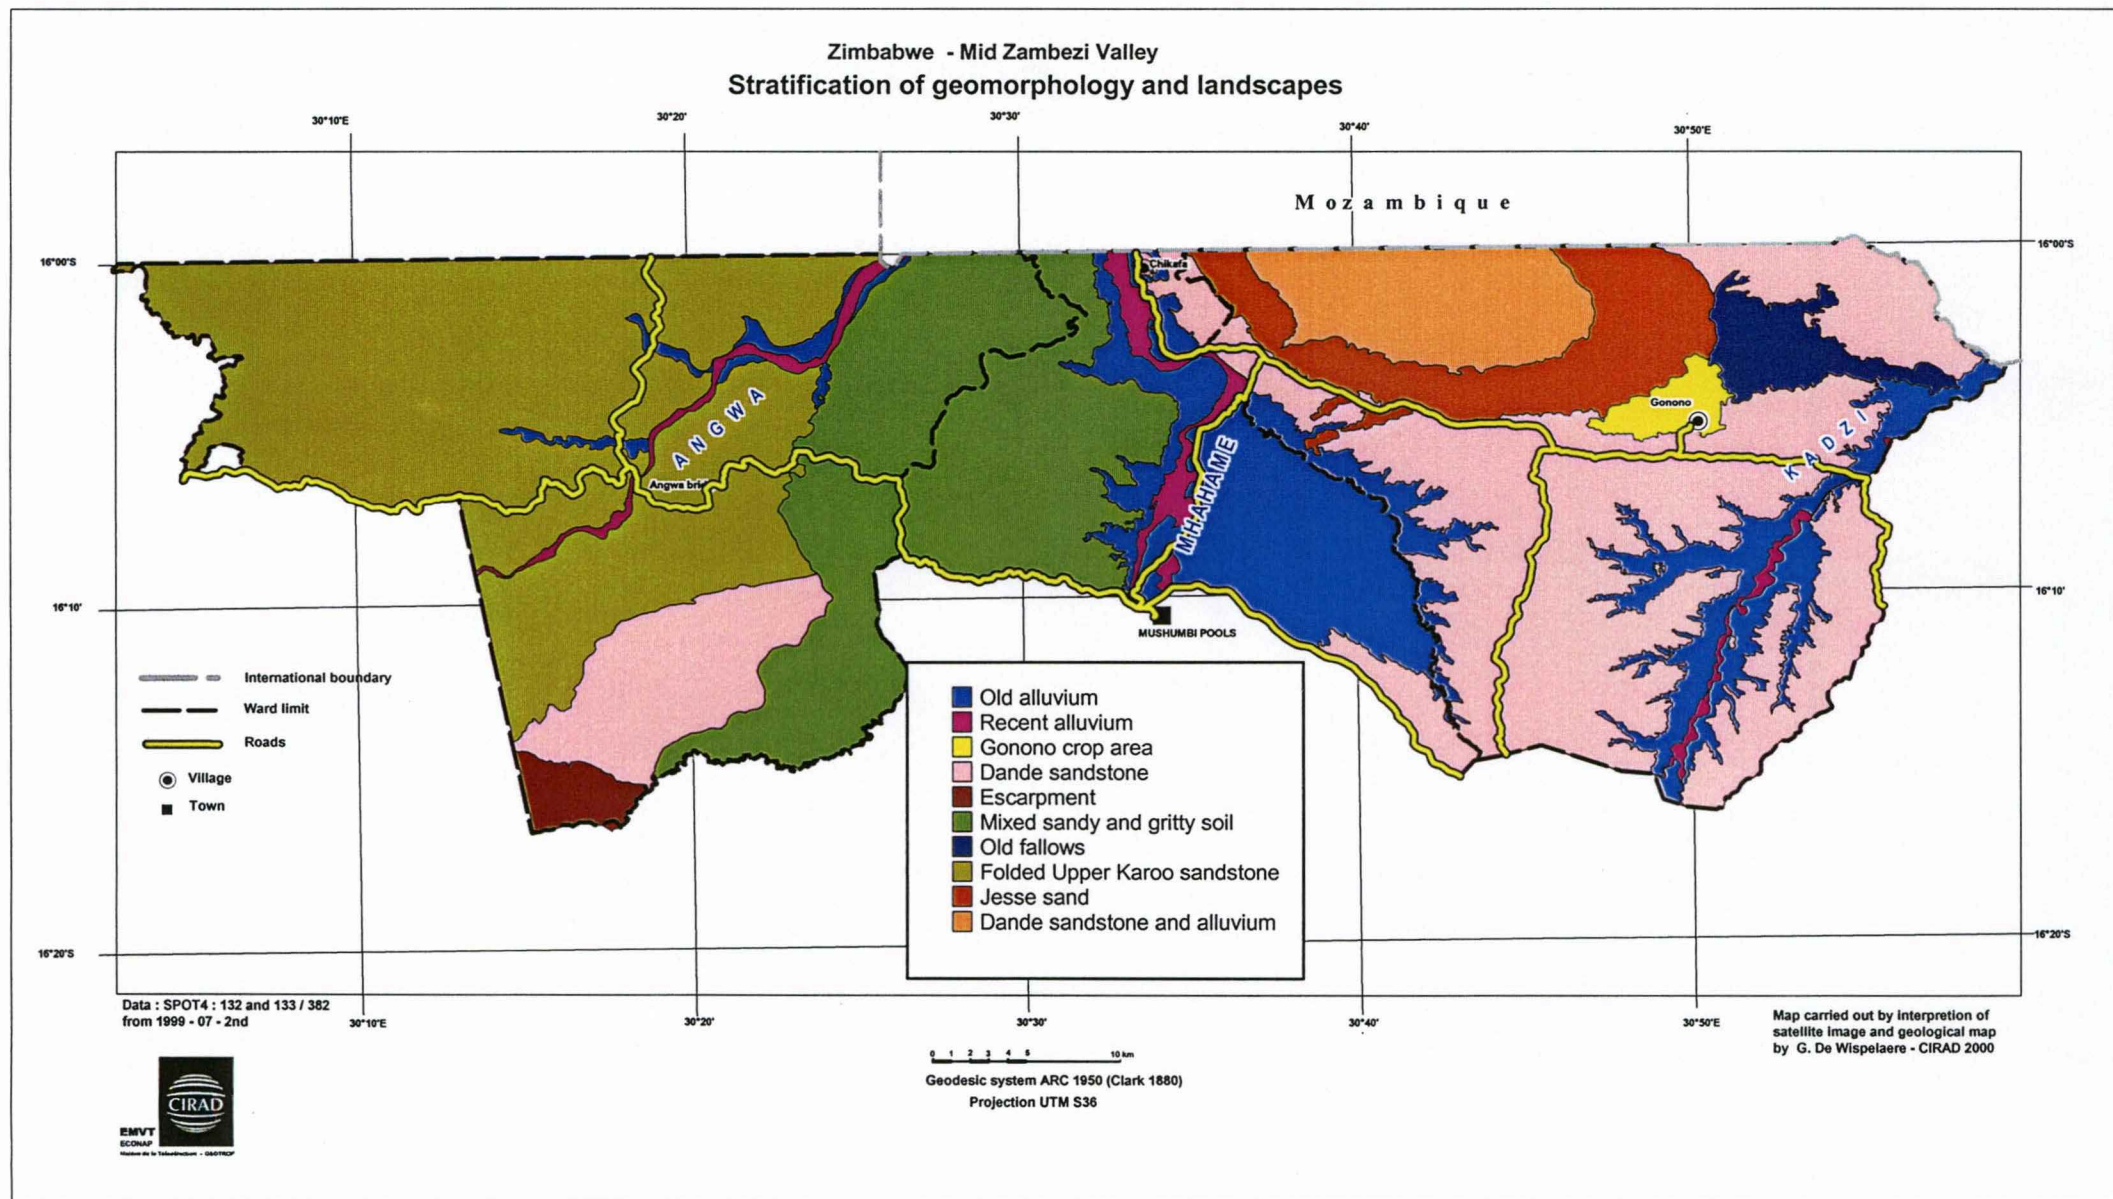 Zimbabwe - Mid Zambezi Valley
Stratification of geomorphology and landscapes
30°10'E
30°20'
30°30'
30°40'
30°50'E
Mozambique
16°00'S
16°00'S
Chikafa
Gonono
ANGWA
KADZI
MHAHAME
Angwa bri
16°10'
16°10'
MUSHUMBI POOLS
International boundary
Ward limit
Roads
Village
Town
Old alluvium
Recent alluvium
Gonono crop area
Dande sandstone
Escarpment
Mixed sandy and gritty soil
Old fallows
Folded Upper Karoo sandstone
Jesse sand
Dande sandstone and alluvium
16°20'S
16°20'S
Data : SPOT4 : 132 and 133 / 382
from 1999 - 07 - 2nd
30°10'E
30°20'
30°30'
30°40'
30°50'E
Map carried out by interpretion of
satellite image and geological map
by G. De Wispelaere - CIRAD 2000
0 1 2 3 4 5 10 km
Geodesic system ARC 1950 (Clark 1880)
Projection UTM S36
CIRAD
EMVT
ECONAP